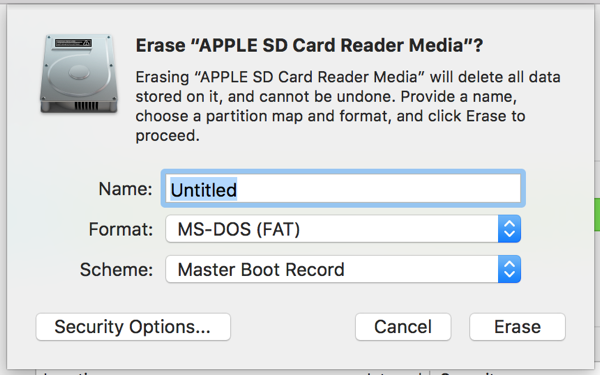 Erase “APPLE SD Card Reader Media”?
Erasing “APPLE SD Card Reader Media” will delete all data
stored on it, and cannot be undone. Provide a name,
choose a partition map and format, and click Erase to
proceed.
Name: Untitled
Format: MS-DOS (FAT)
Scheme: Master Boot Record
Security Options... Cancel Erase